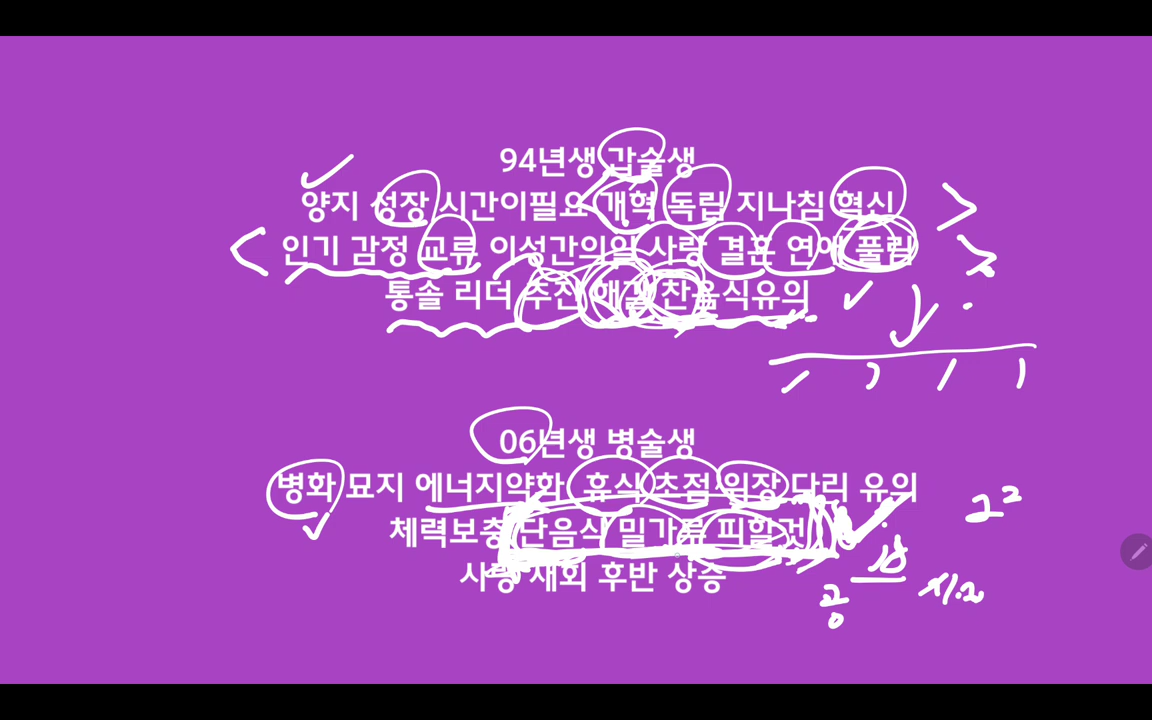 94년생 갑술생
양지 성장 시간이필요 개혁 독립 지나침 혁신
인기 감정 교류 이성간의일 사랑 결혼 연애 풀림
통솔 리더 추진 해결 찬음식유의
06년생 병술생
병화 묘지 에너지약화 휴식 초점 위장 다리 유의
체력보충 단음식 밀가류 피할것
사랑 재회 후반 상승